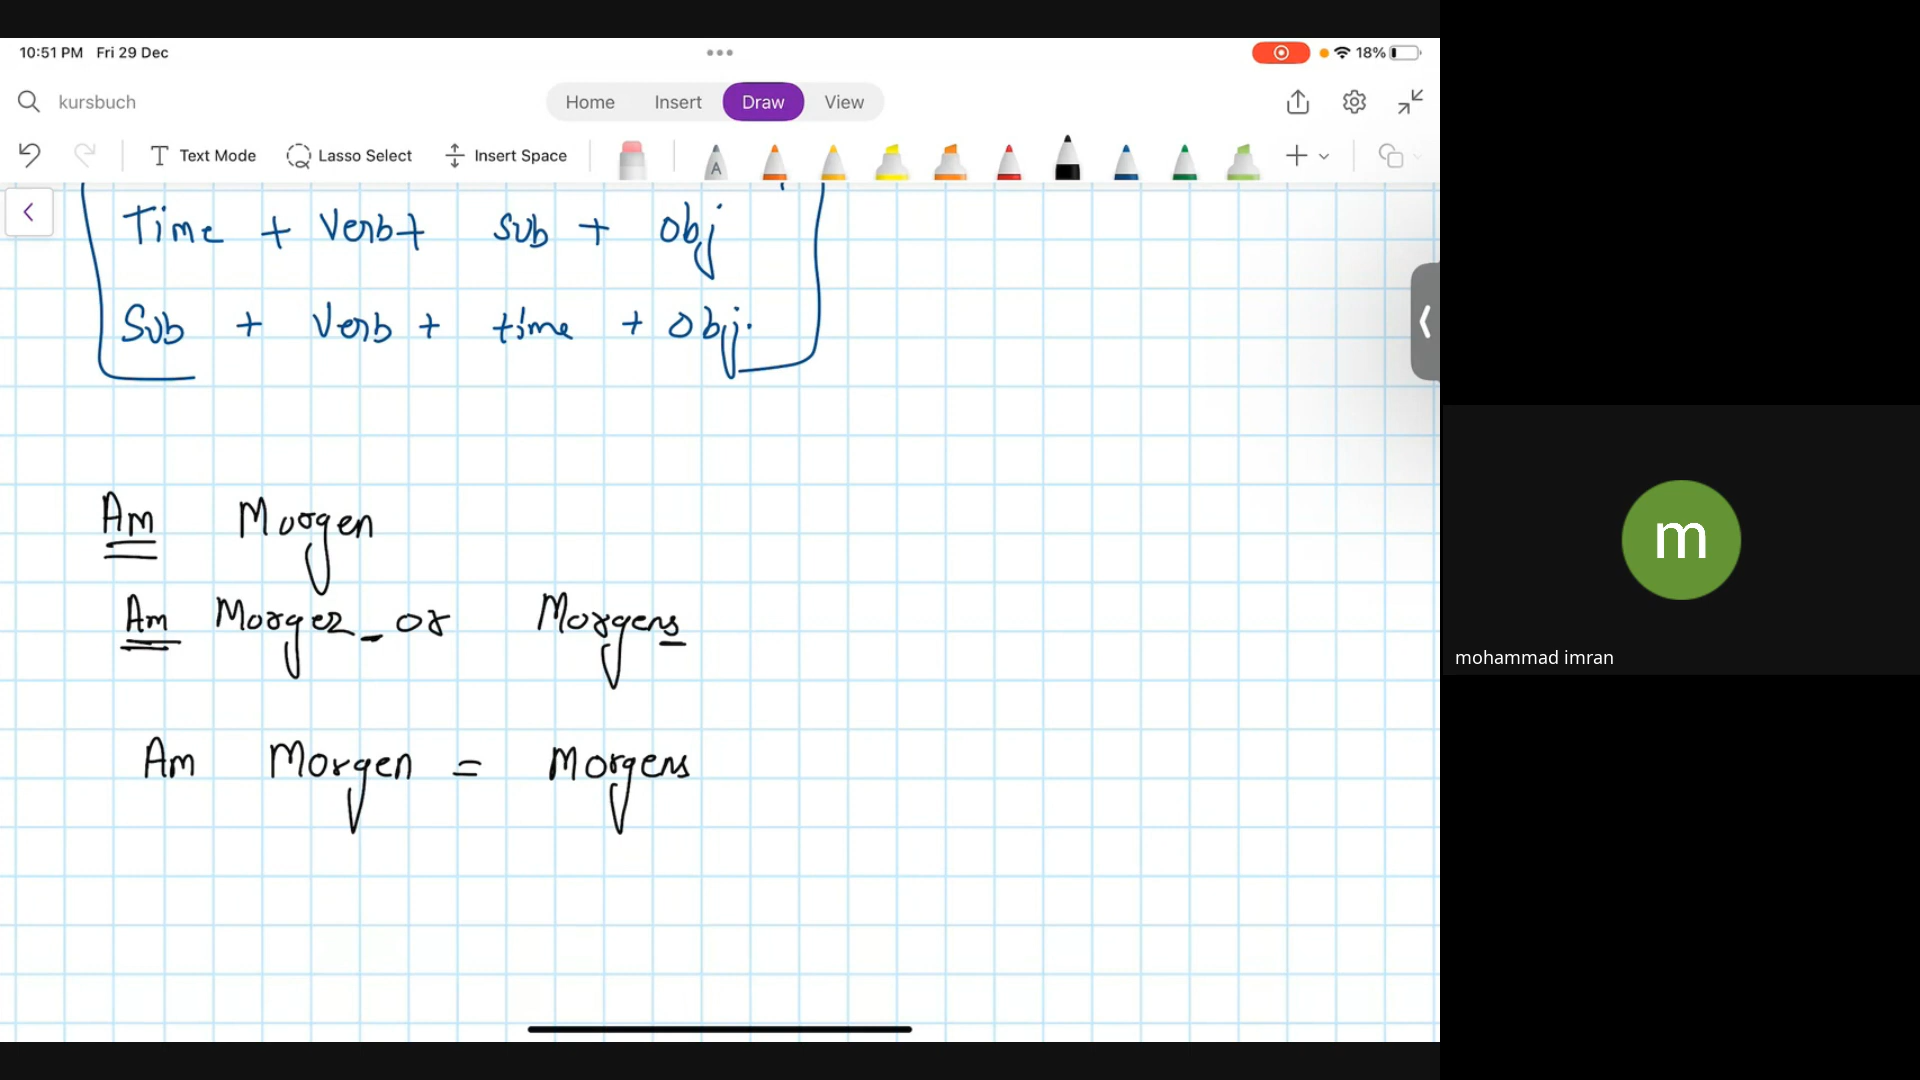 10:51 PM Fri 29 Dec
18%
kursbuch
Home Insert Draw View
Text Mode Lasso Select Insert Space
A
Time + Verb + Sub + Obj
Sub + Verb + time + Obj.
Am Morgen
Am Morgen or Morgens
Am Morgen = Morgens
m
mohammad imran